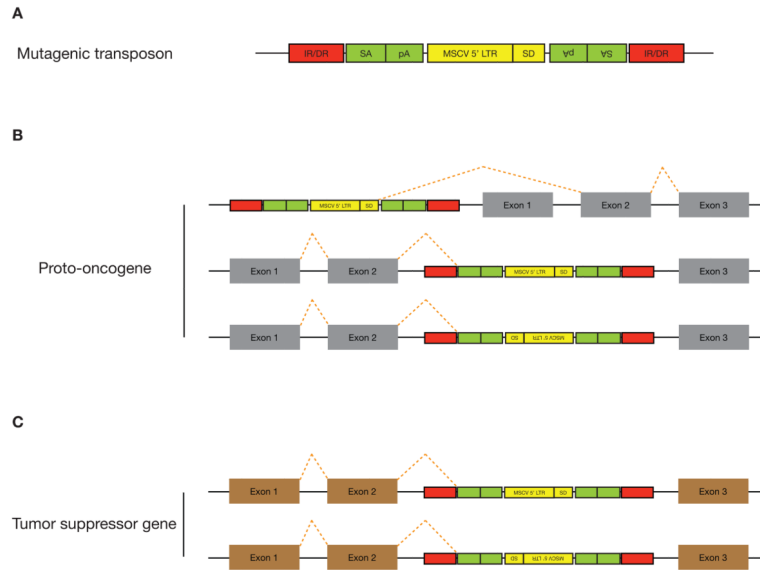 A
Mutagenic transposon
IR/DR SA pA MSCV 5' LTR SD pA SA IR/DR
B
MSCV 5' LTR SD Exon 1 Exon 2 Exon 3
Proto-oncogene
Exon 1 Exon 2 MSCV 5' LTR SD Exon 3
Exon 1 Exon 2 SD MSCV 5' LTR Exon 3
C
Exon 1 Exon 2 MSCV 5' LTR SD Exon 3
Tumor suppressor gene
Exon 1 Exon 2 SD MSCV 5' LTR Exon 3